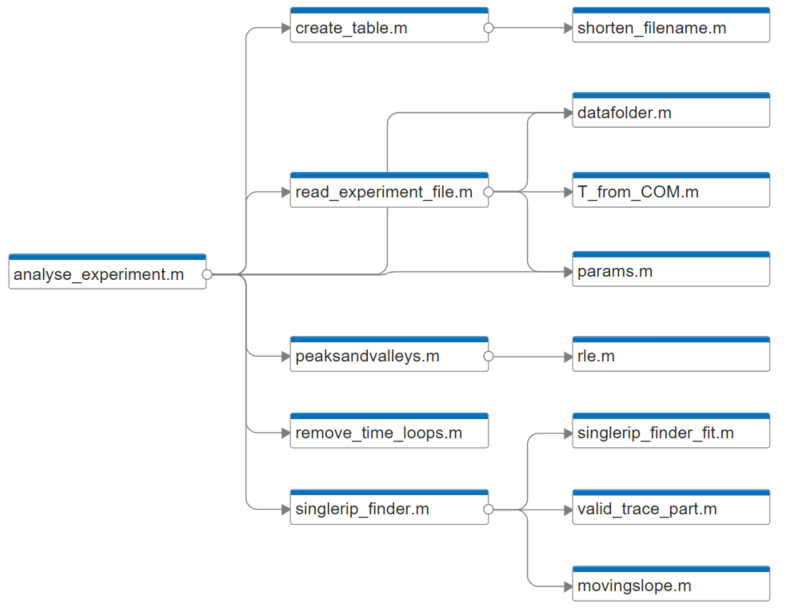 create_table.m
shorten_filename.m
datafolder.m
read_experiment_file.m
T_from_COM.m
analyse_experiment.m
params.m
peaksandvalleys.m
rle.m
remove_time_loops.m
singlerip_finder_fit.m
singlerip_finder.m
valid_trace_part.m
movingslope.m